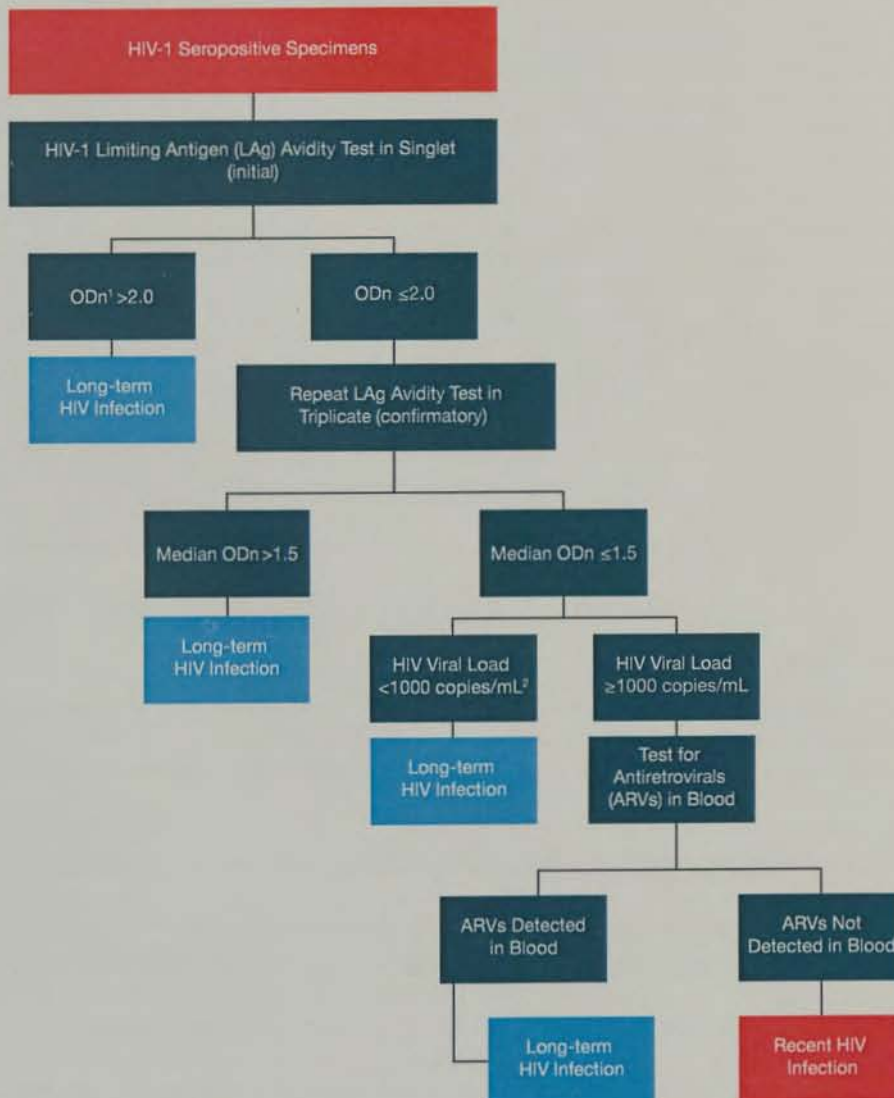 HIV-1 Seropositive Specimens
HIV-1 Limiting Antigen (LAg) Avidity Test in Singlet
(initial)
ODn¹ >2.0
ODn ≤2.0
Long-term
HIV Infection
Repeat LAg Avidity Test in
Triplicate (confirmatory)
Median ODn >1.5
Median ODn ≤1.5
Long-term
HIV Infection
HIV Viral Load
<1000 copies/mL²
HIV Viral Load
≥1000 copies/mL
Long-term
HIV Infection
Test for
Antiretrovirals
(ARVs) in Blood
ARVs Detected
in Blood
ARVs Not
Detected in Blood
Long-term
HIV Infection
Recent HIV
Infection